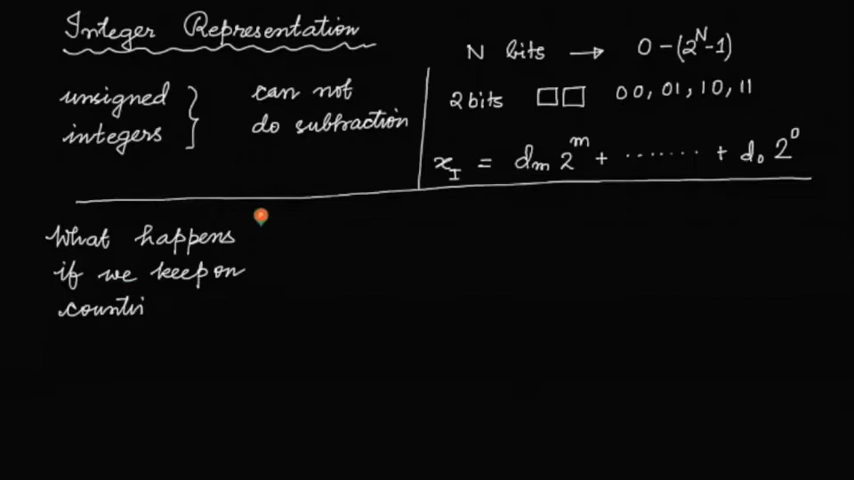 Integer Representation
unsigned
integers
can not
do subtraction
N bits → 0 - (2^N - 1)
2 bits □□ 00, 01, 10, 11
x_I = d_m 2^m + ....... + d_0 2^0
What happens
if we keep on
countin